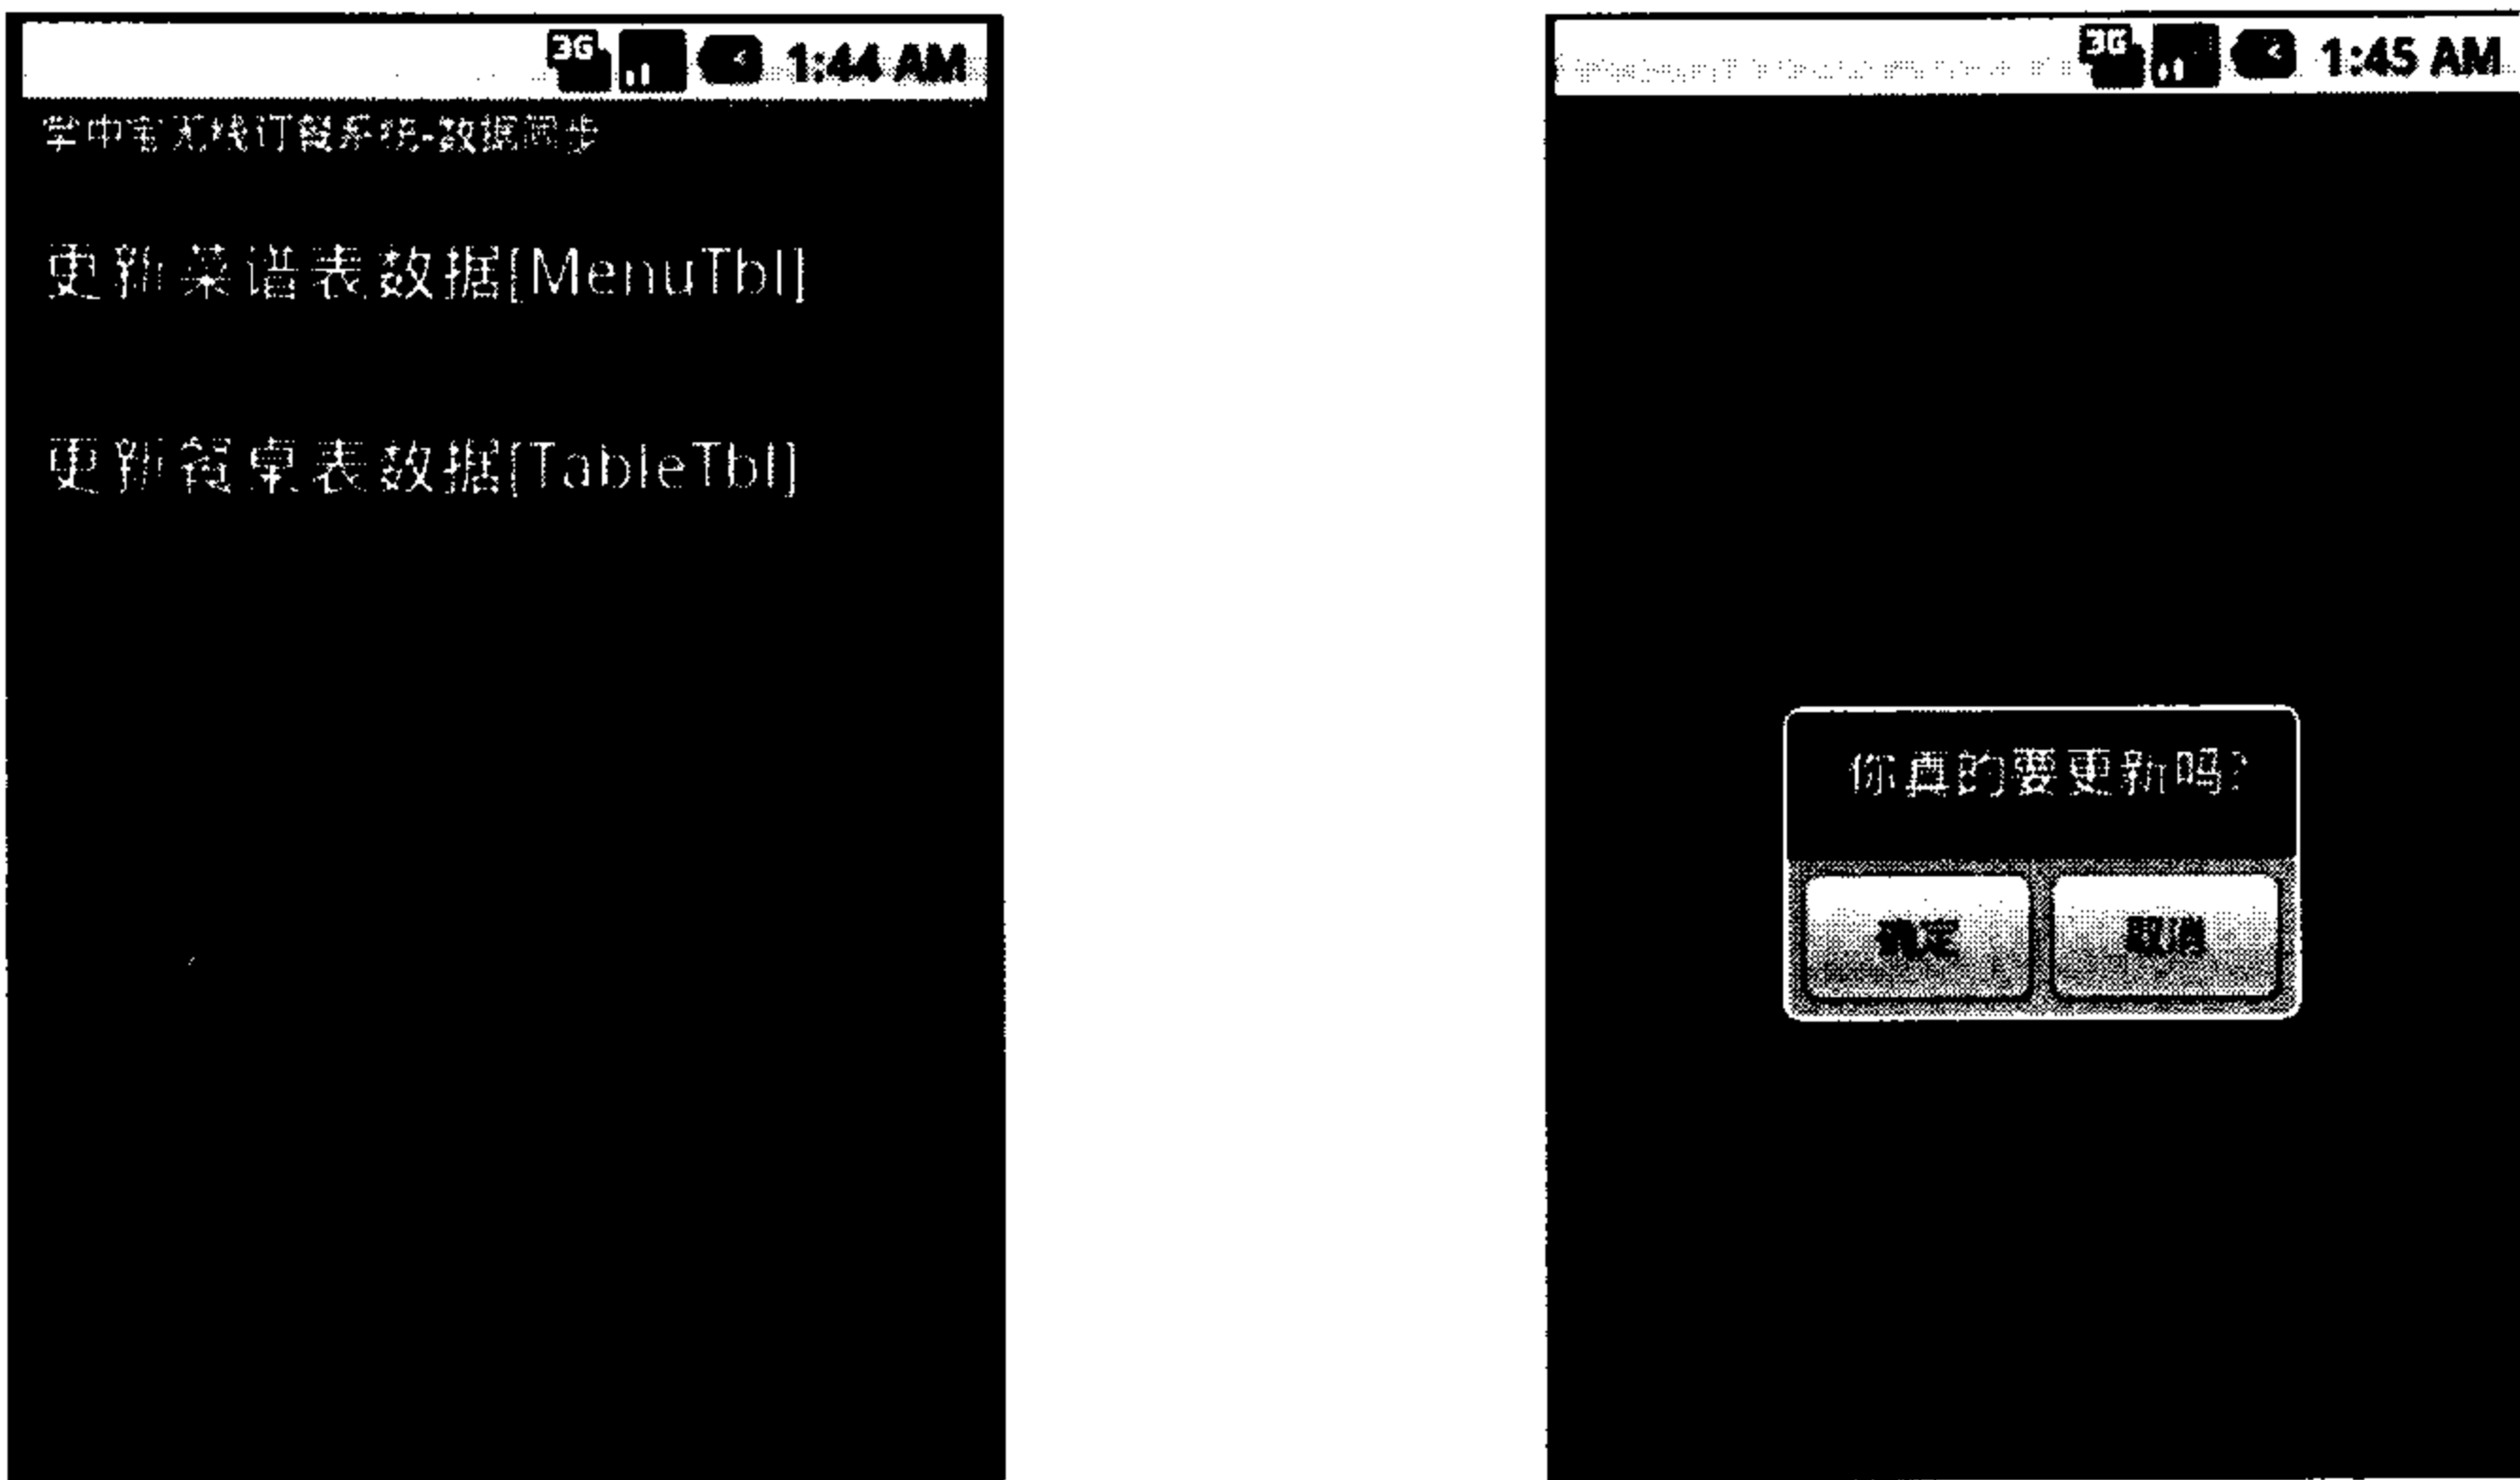 3G 1:44 AM
掌中宝无线订餐系统-数据同步
更新菜谱表数据[MenuTbl]
更新餐桌表数据[TableTbl]
3G 1:45 AM
你真的要更新吗?
确定 取消